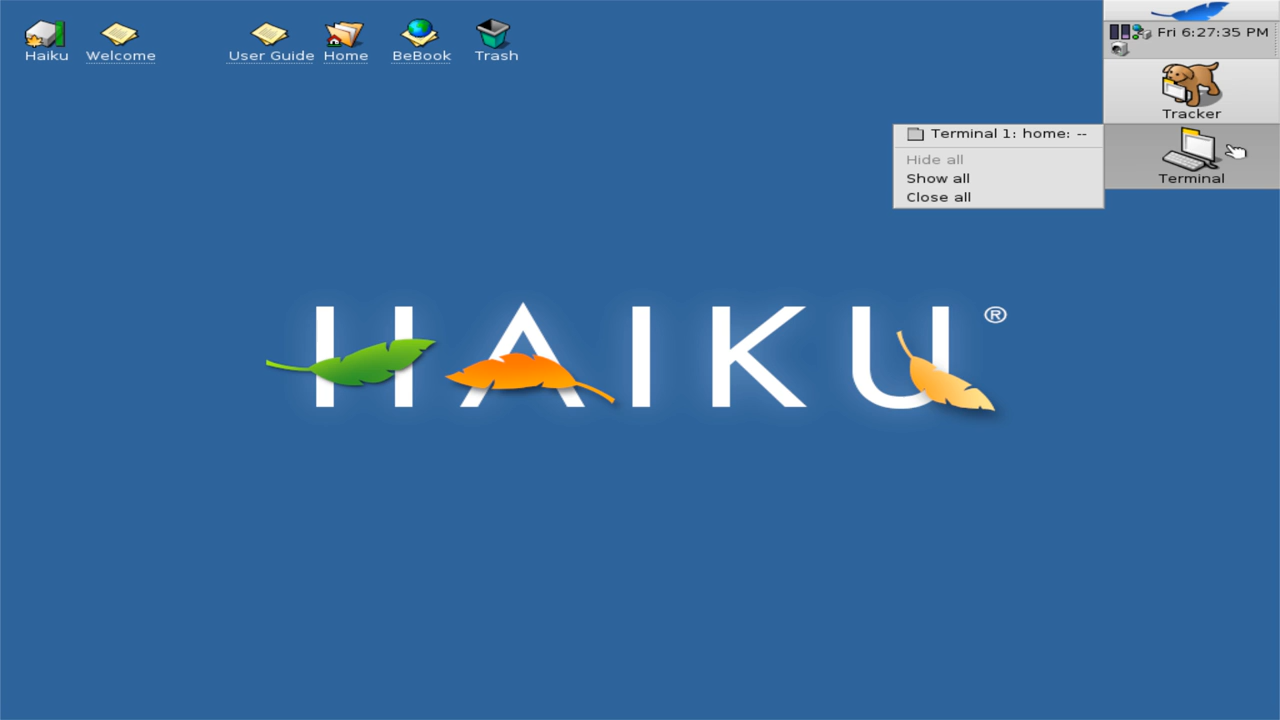 Haiku
Welcome
User Guide
Home
BeBook
Trash
Fri 6:27:35 PM
Tracker
Terminal 1: home: --
Hide all
Show all
Close all
Terminal
HAIKU®